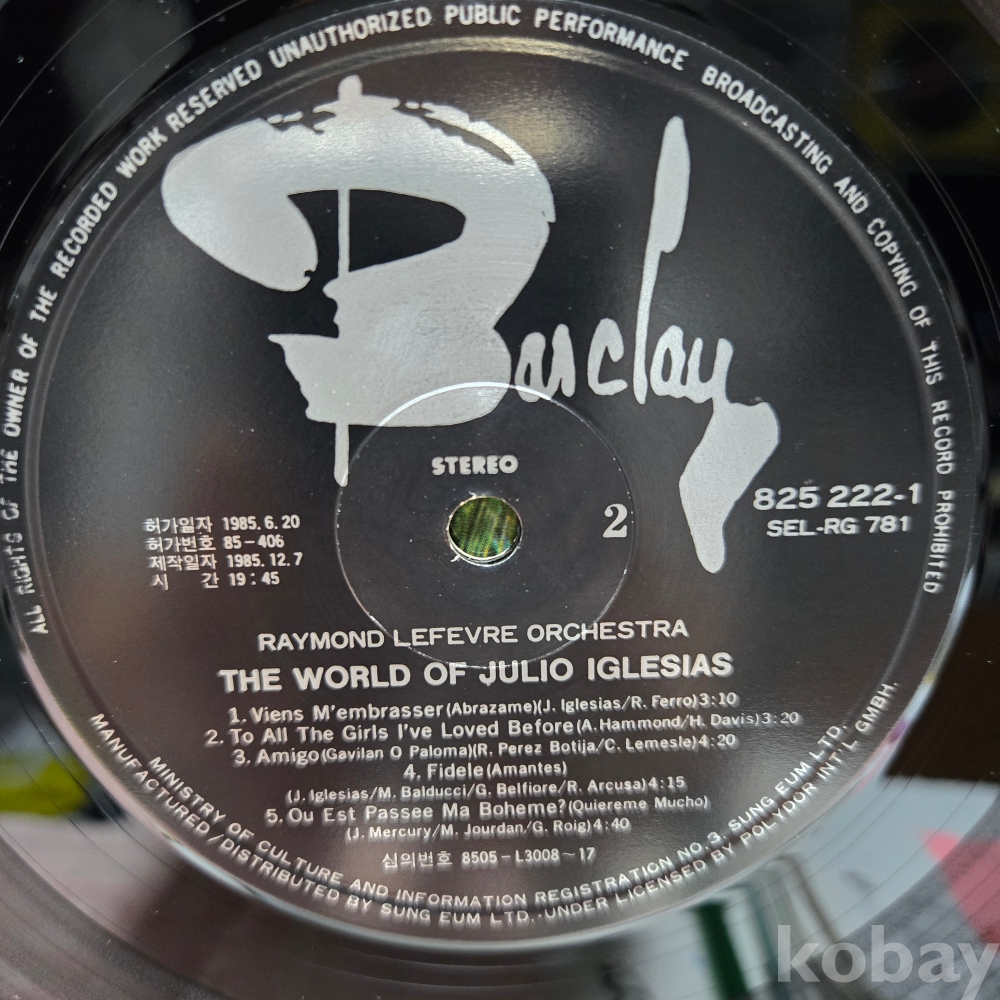 ALL RIGHTS OF THE OWNER OF THE RECORDED WORK RESERVED UNAUTHORIZED PUBLIC PERFORMANCE BROADCASTING AND COPYING OF THIS RECORD PROHIBITED
Barclay
STEREO
2
825 222-1
SEL-RG 781
허가일자 1985.6.20
허가번호 85-406
제작일자 1985.12.7
시 간 19:45
RAYMOND LEFEVRE ORCHESTRA
THE WORLD OF JULIO IGLESIAS
1. Viens M'embrasser(Abrazame)(J. Iglesias/R. Ferro)3:10
2. To All The Girls I've Loved Before(A. Hammond/H. Davis)3:20
3. Amigo(Gavilan O Paloma)(R. Perez Botija/C. Lemesle)4:20
4. Fidele(Amantes)
(J. Iglesias/M. Balducci/G. Belfiore/R. Arcusa)4:15
5. Ou Est Passee Ma Boheme?(Quiereme Mucho)
(J. Mercury/M. Jourdan/G. Roig)4:40
심의번호 8505-L3008~17
MINISTRY OF CULTURE AND INFORMATION REGISTRATION NO.3. SUNG EUM LTD.
MANUFACTURED/DISTRIBUTED BY SUNG EUM LTD. UNDER LICENSED BY POLYDOR INT'L GMBH.
kobay